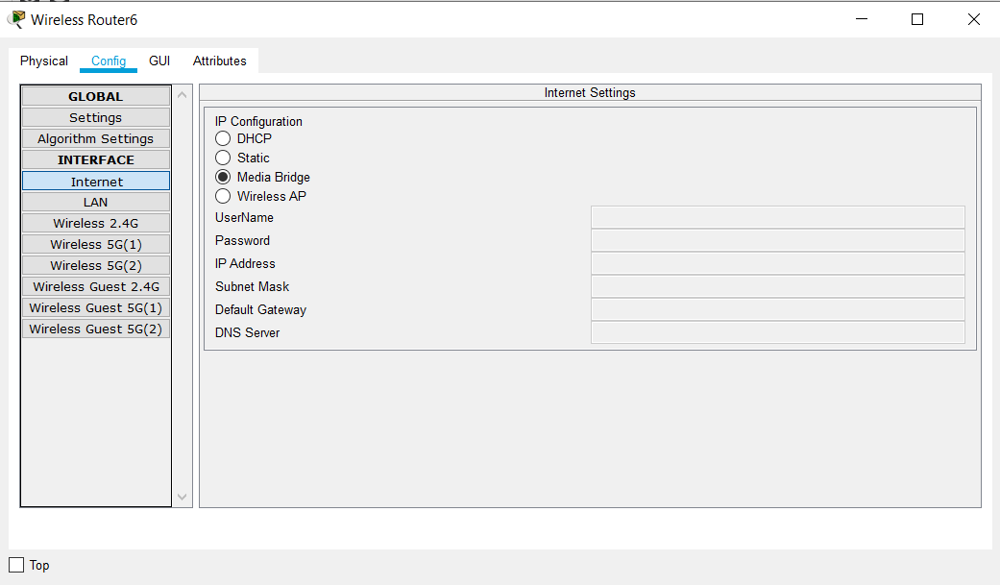 Wireless Router6
Physical Config GUI Attributes
GLOBAL
Settings
Algorithm Settings
INTERFACE
Internet
LAN
Wireless 2.4G
Wireless 5G(1)
Wireless 5G(2)
Wireless Guest 2.4G
Wireless Guest 5G(1)
Wireless Guest 5G(2)
Internet Settings
IP Configuration
DHCP
Static
Media Bridge
Wireless AP
UserName
Password
IP Address
Subnet Mask
Default Gateway
DNS Server
Top